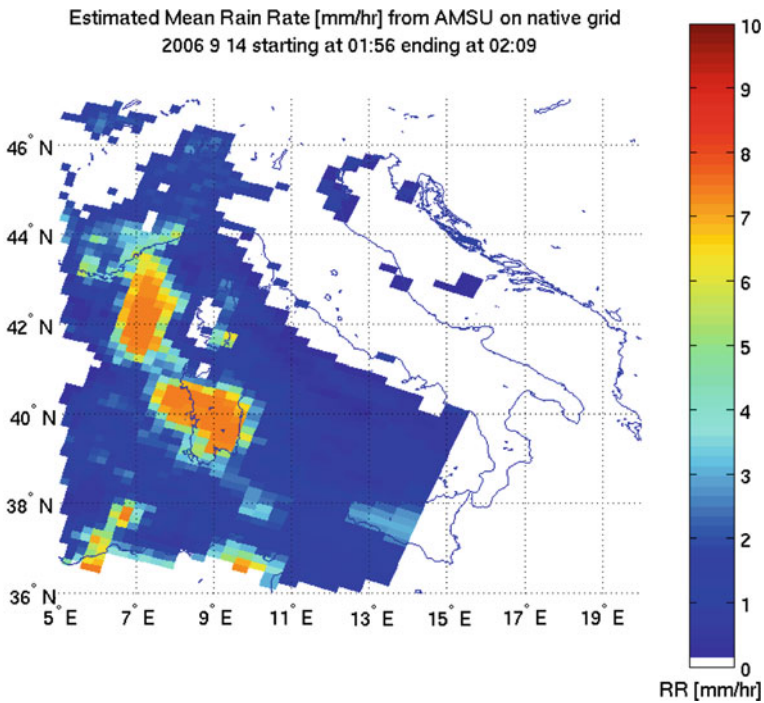 Estimated Mean Rain Rate [mm/hr] from AMSU on native grid
2006 9 14 starting at 01:56 ending at 02:09
10
9
8
7
6
5
4
3
2
1
0
RR [mm/hr]
46° N
44° N
42° N
40° N
38° N
36° N
5° E 7° E 9° E 11° E 13° E 15° E 17° E 19° E